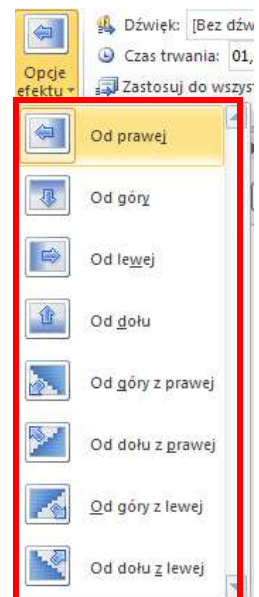 Dźwięk: [Bez dźw
Czas trwania: 01,
Opcje
efektu
Zastosuj do wszys
Od prawej
Od góry
Od lewej
Od dołu
Od góry z prawej
Od dołu z prawej
Od góry z lewej
Od dołu z lewej